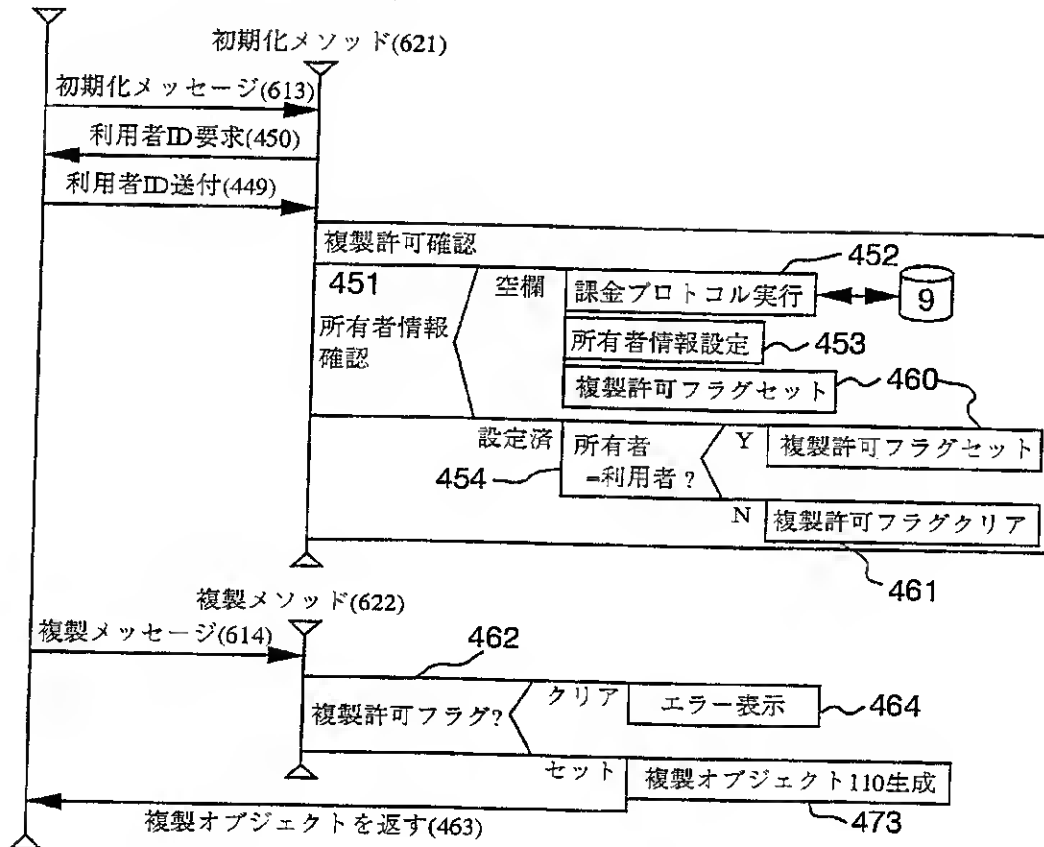 初期化メソッド(621)
初期化メッセージ(613)
利用者ID要求(450)
利用者ID送付(449)
複製許可確認
452
451
空欄
課金プロトコル実行
9
所有者情報
確認
所有者情報設定
453
複製許可フラグセット
460
設定済
所有者
=利用者?
Y
複製許可フラグセット
454
N
複製許可フラグクリア
461
複製メソッド(622)
複製メッセージ(614)
462
複製許可フラグ?
クリア
エラー表示
464
セット
複製オブジェクト110生成
複製オブジェクトを返す(463)
473